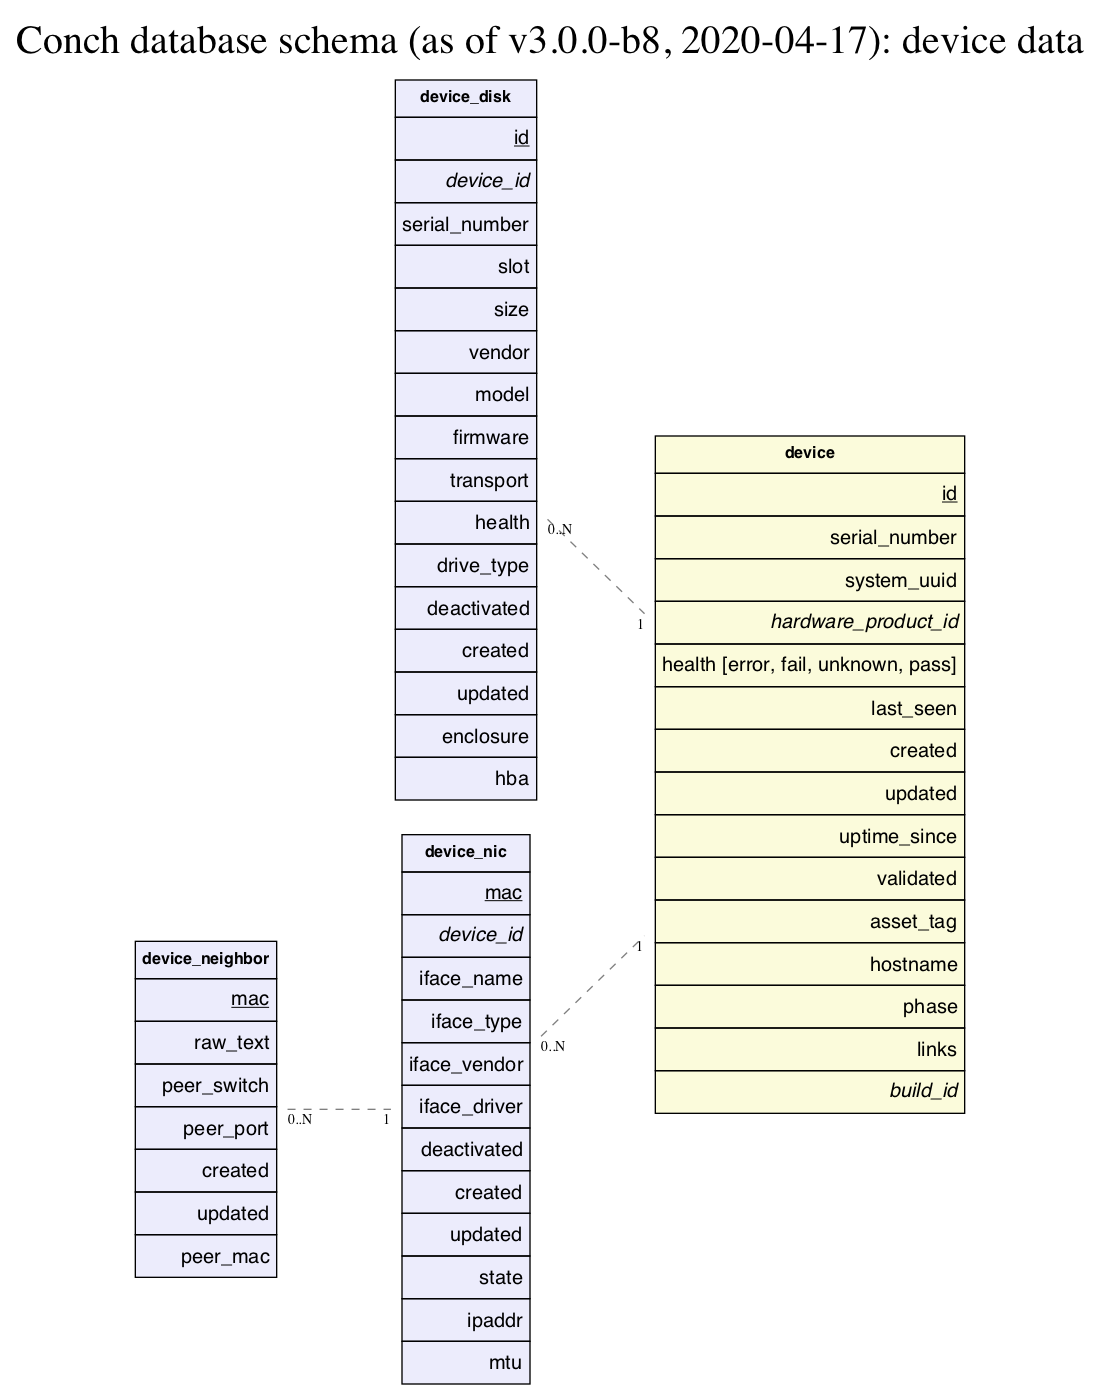 Conch database schema (as of v3.0.0-b8, 2020-04-17): device data
device_disk
id
device_id
serial_number
slot
size
vendor
model
firmware
transport
health
drive_type
deactivated
created
updated
enclosure
hba
0..N
1
device
id
serial_number
system_uuid
hardware_product_id
health [error, fail, unknown, pass]
last_seen
created
updated
uptime_since
validated
asset_tag
hostname
phase
links
build_id
device_nic
mac
device_id
iface_name
iface_type
iface_vendor
iface_driver
deactivated
created
updated
state
ipaddr
mtu
1
0..N
device_neighbor
mac
raw_text
peer_switch
peer_port
created
updated
peer_mac
0..N
1